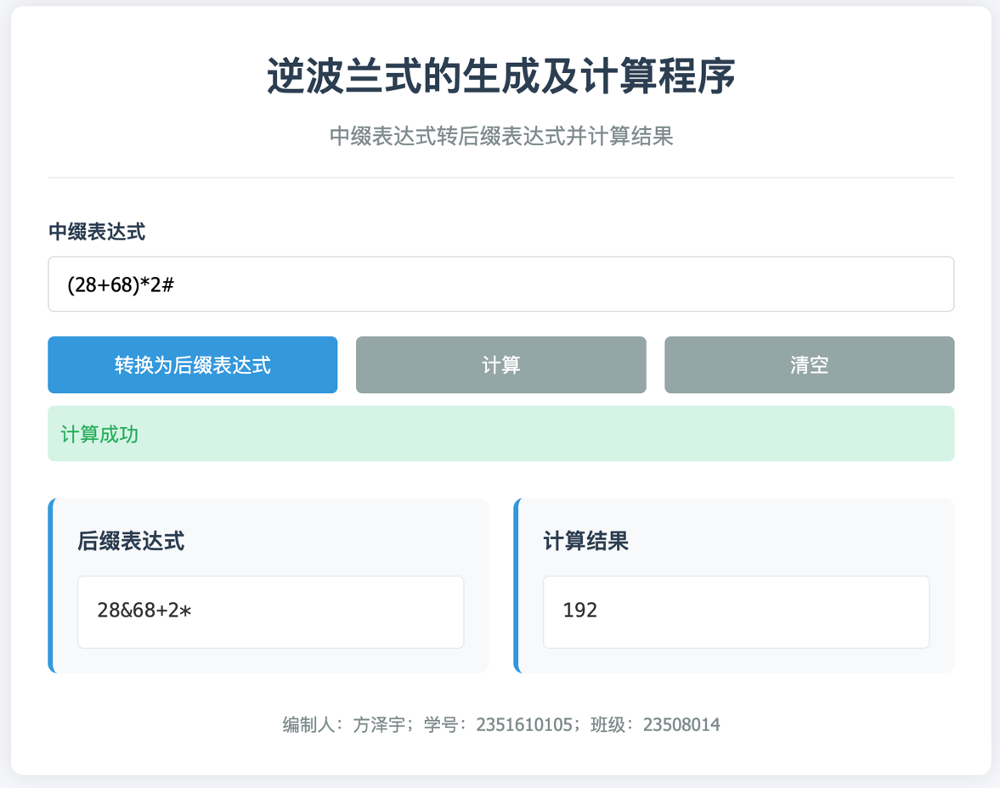 逆波兰式的生成及计算程序
中缀表达式转后缀表达式并计算结果
中缀表达式
(28+68)*2#
转换为后缀表达式
计算
清空
计算成功
后缀表达式
28&68+2*
计算结果
192
编制人：方泽宇；学号：2351610105；班级：23508014